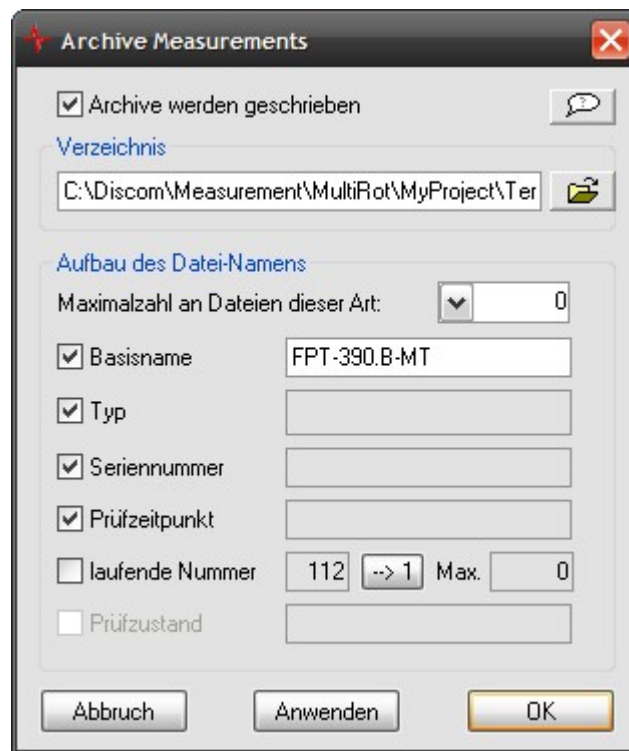 Archive Measurements
Archive werden geschrieben
?
Verzeichnis
C:\Discom\Measurement\MultiRot\MyProject\Ter
Aufbau des Datei-Namens
Maximalzahl an Dateien dieser Art: 0
Basisname FPT-390.B-MT
Typ
Seriennummer
Prüfzeitpunkt
laufende Nummer 112 --> 1 Max. 0
Prüfzustand
Abbruch Anwenden OK